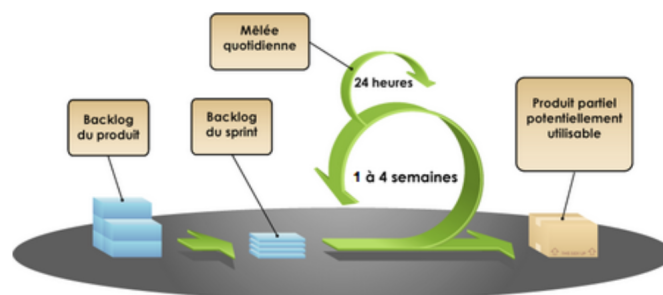 Mêlée
quotidienne
24 heures
Backlog
du produit
Backlog
du sprint
Produit partiel
potentiellement
utilisable
1 à 4 semaines